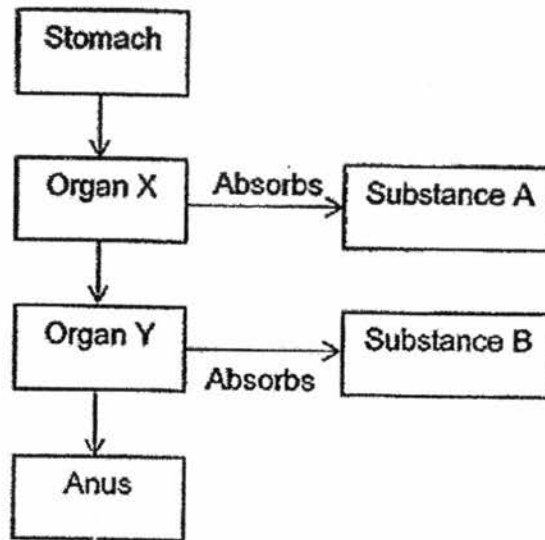 Stomach
Organ X
Absorbs
Substance A
Organ Y
Absorbs
Substance B
Anus